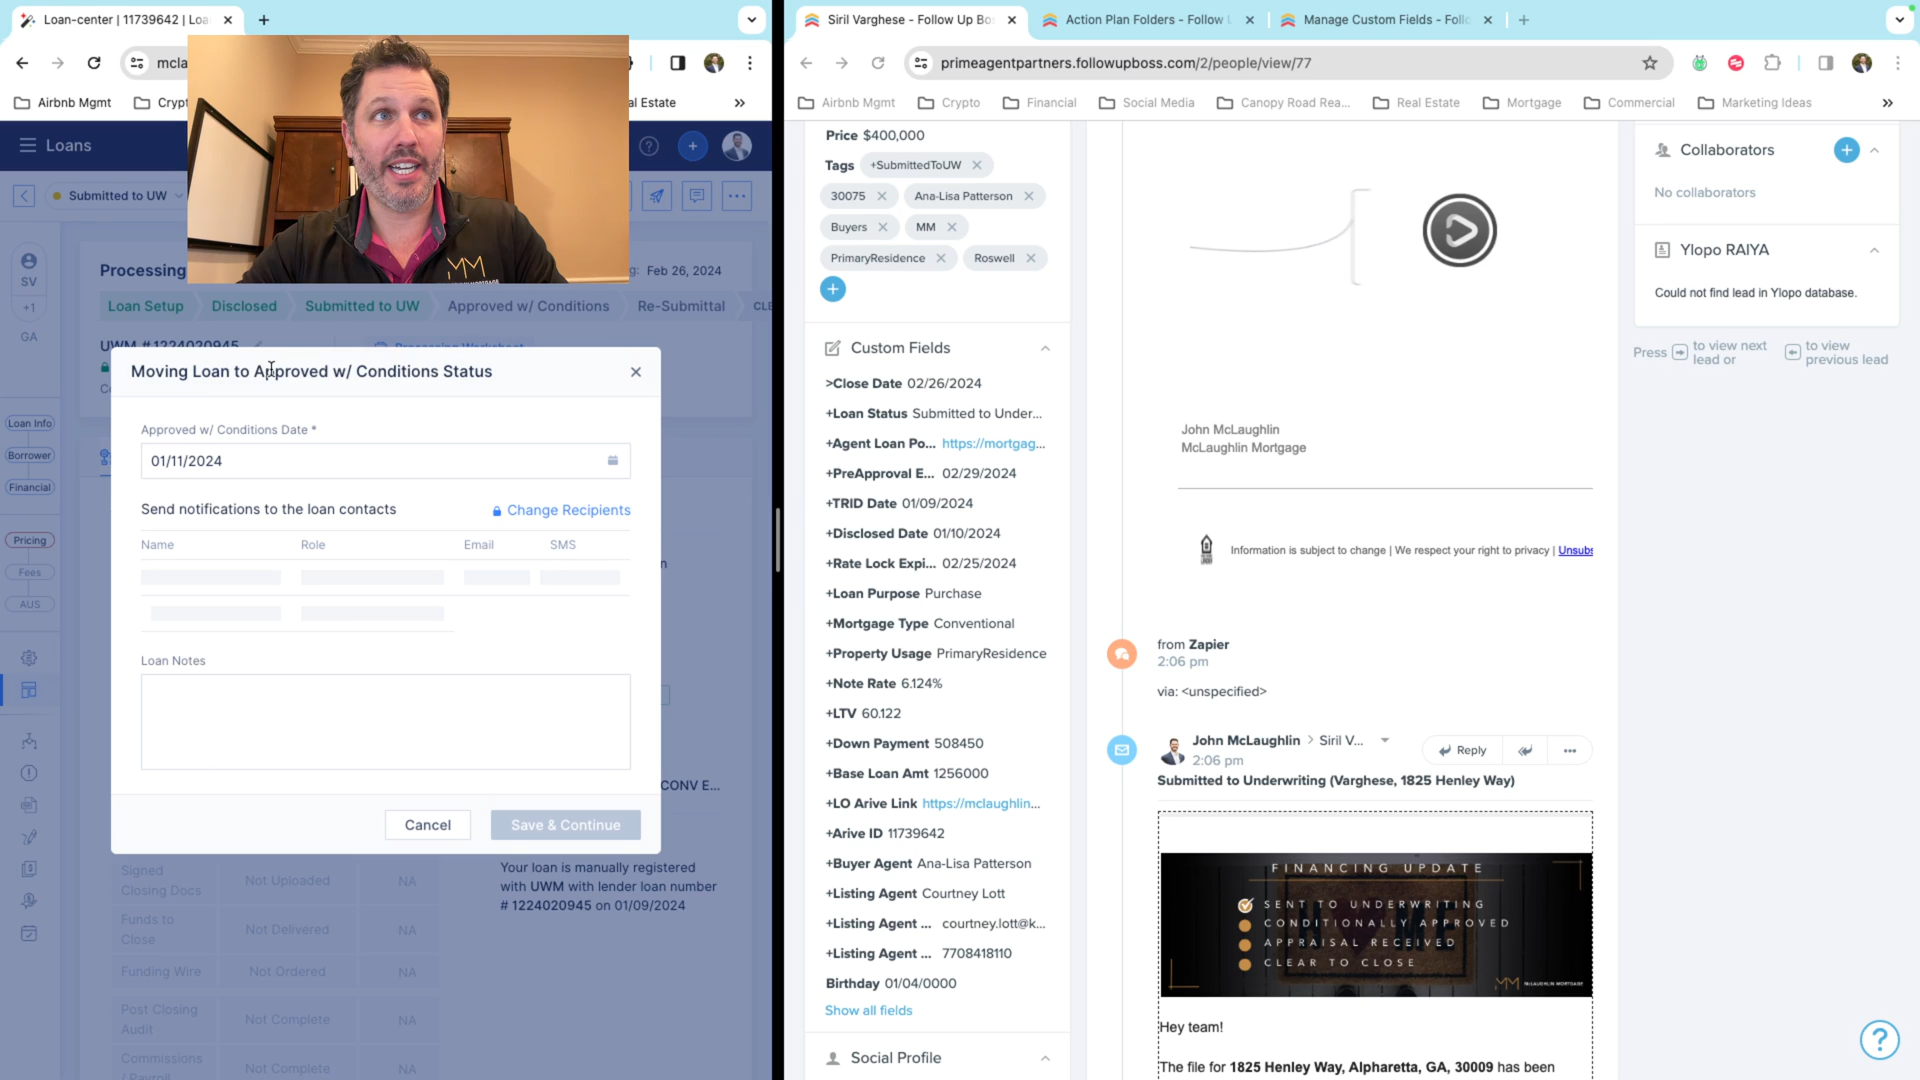 Loan-center | 11739642 | Loa
mcla
Airbnb Mgmt
Crypt
al Estate
»
Loans
Submitted to UW
SV
+1
GA
Processing
g: Feb 26, 2024
Loan Setup
Disclosed
Submitted to UW
Approved w/ Conditions
Re-Submittal
CLE
UWM # 1224020945
Processing Worksheet
Moving Loan to Approved w/ Conditions Status
Approved w/ Conditions Date *
01/11/2024
Send notifications to the loan contacts
Change Recipients
Name
Role
Email
SMS
Loan Notes
Cancel
Save & Continue
Loan Info
Borrower
Financial
Pricing
Fees
AUS
n
CONV E...
Signed
Closing Docs
Not Uploaded
NA
Funds to
Close
Not Delivered
NA
Funding Wire
Not Ordered
NA
Post Closing
Audit
Not Complete
NA
Commissions
/ Payroll
Not Complete
NA
Your loan is manually registered
with UWM with lender loan number
# 1224020945 on 01/09/2024
MM
Siril Varghese - Follow Up Bo
Action Plan Folders - Follow
Manage Custom Fields - Foll
primeagentpartners.followupboss.com/2/people/view/77
Airbnb Mgmt
Crypto
Financial
Social Media
Canopy Road Rea...
Real Estate
Mortgage
Commercial
Marketing Ideas
»
Price $400,000
Tags
+SubmittedToUW
30075
Ana-Lisa Patterson
Buyers
MM
PrimaryResidence
Roswell
Custom Fields
>Close Date 02/26/2024
+Loan Status Submitted to Under...
+Agent Loan Po... https://mortgag...
+PreApproval E... 02/29/2024
+TRID Date 01/09/2024
+Disclosed Date 01/10/2024
+Rate Lock Expi... 02/25/2024
+Loan Purpose Purchase
+Mortgage Type Conventional
+Property Usage PrimaryResidence
+Note Rate 6.124%
+LTV 60.122
+Down Payment 508450
+Base Loan Amt 1256000
+LO Arive Link https://mclaughlin...
+Arive ID 11739642
+Buyer Agent Ana-Lisa Patterson
+Listing Agent Courtney Lott
+Listing Agent ... courtney.lott@k...
+Listing Agent ... 7708418110
Birthday 01/04/0000
Show all fields
Social Profile
John McLaughlin
McLaughlin Mortgage
Information is subject to change | We respect your right to privacy | Unsubs
from Zapier
2:06 pm
via: <unspecified>
John McLaughlin > Siril V...
2:06 pm
Reply
Submitted to Underwriting (Varghese, 1825 Henley Way)
FINANCING UPDATE
SENT TO UNDERWRITING
CONDITIONALLY APPROVED
APPRAISAL RECEIVED
CLEAR TO CLOSE
MCLAUGHLIN MORTGAGE
Hey team!
The file for 1825 Henley Way, Alpharetta, GA, 30009 has been
Collaborators
No collaborators
Ylopo RAIYA
Could not find lead in Ylopo database.
Press → to view next lead or ← to view previous lead
?